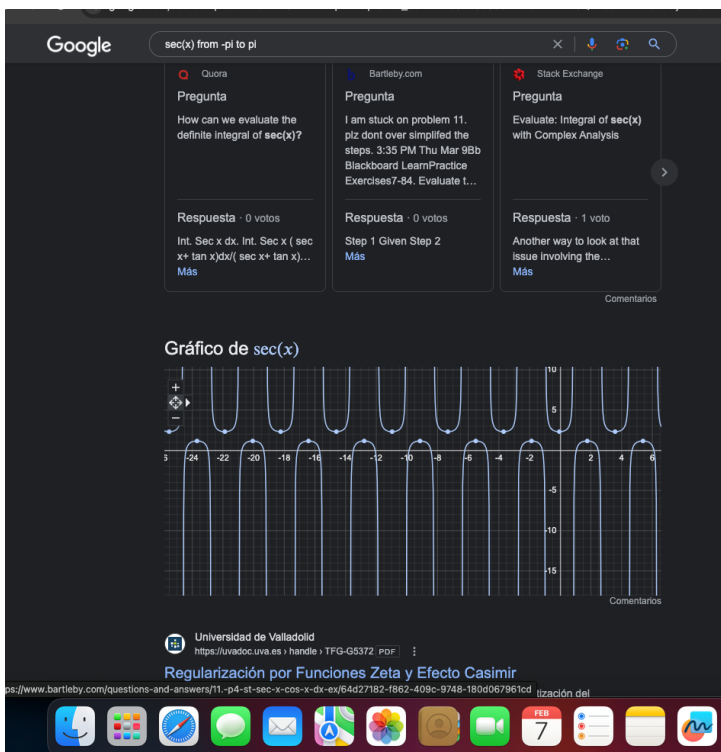 Google
sec(x) from -pi to pi
Quora
Pregunta
How can we evaluate the
definite integral of sec(x)?
Respuesta · 0 votos
Int. Sec x dx. Int. Sec x ( sec
x+ tan x)dx/( sec x+ tan x)...
Más
Bartleby.com
Pregunta
I am stuck on problem 11.
plz dont over simplifed the
steps. 3:35 PM Thu Mar 9Bb
Blackboard LearnPractice
Exercises7-84. Evaluate t...
Respuesta · 0 votos
Step 1 Given Step 2
Más
Stack Exchange
Pregunta
Evaluate: Integral of sec(x)
with Complex Analysis
Respuesta · 1 voto
Another way to look at that
issue involving the...
Más
Comentarios
Gráfico de sec(x)
10
5
6 -24 -22 -20 -18 -16 -14 -12 -10 -8 -6 -4 -2 2 4 6
-5
-10
-15
Comentarios
Universidad de Valladolid
https://uvadoc.uva.es › handle › TFG-G5372 PDF
Regularización por Funciones Zeta y Efecto Casimir
ps://www.bartleby.com/questions-and-answers/11.-p4-st-sec-x-cos-x-dx-ex/64d27182-f862-409c-9748-180d067961cd
tización del
FEB
7